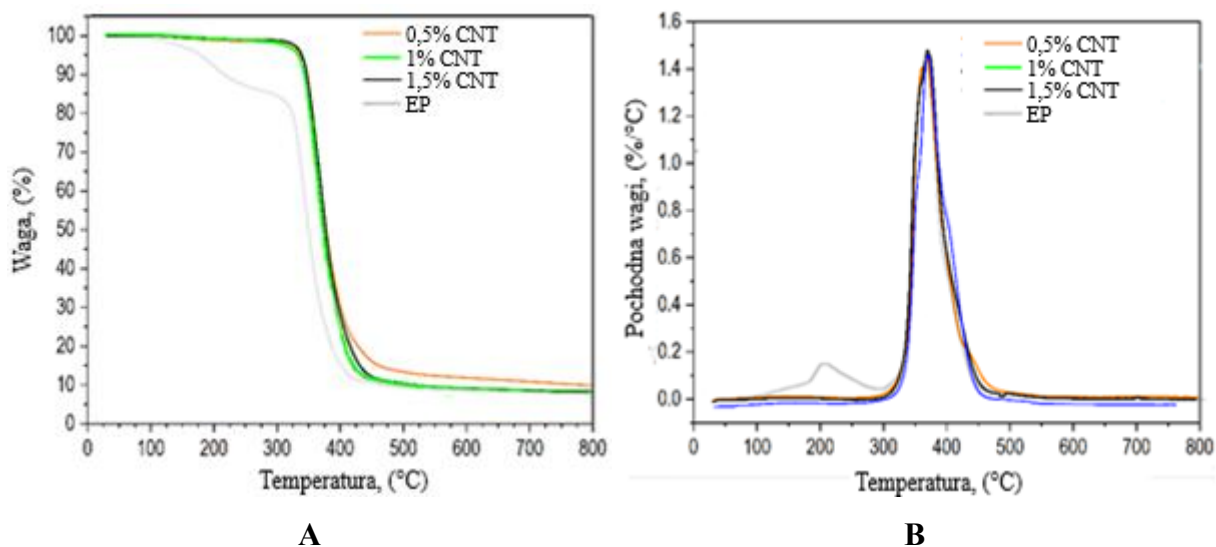 100
90
80
70
60
50
40
30
20
10
0
Waga, (%)
0,5% CNT
1% CNT
1,5% CNT
EP
0 100 200 300 400 500 600 700 800
Temperatura, (°C)
A
1.6
1.4
1.2
1.0
0.8
0.6
0.4
0.2
0.0
Pochodna wagi, (%/°C)
0,5% CNT
1% CNT
1,5% CNT
EP
0 100 200 300 400 500 600 700 800
Temperatura, (°C)
B